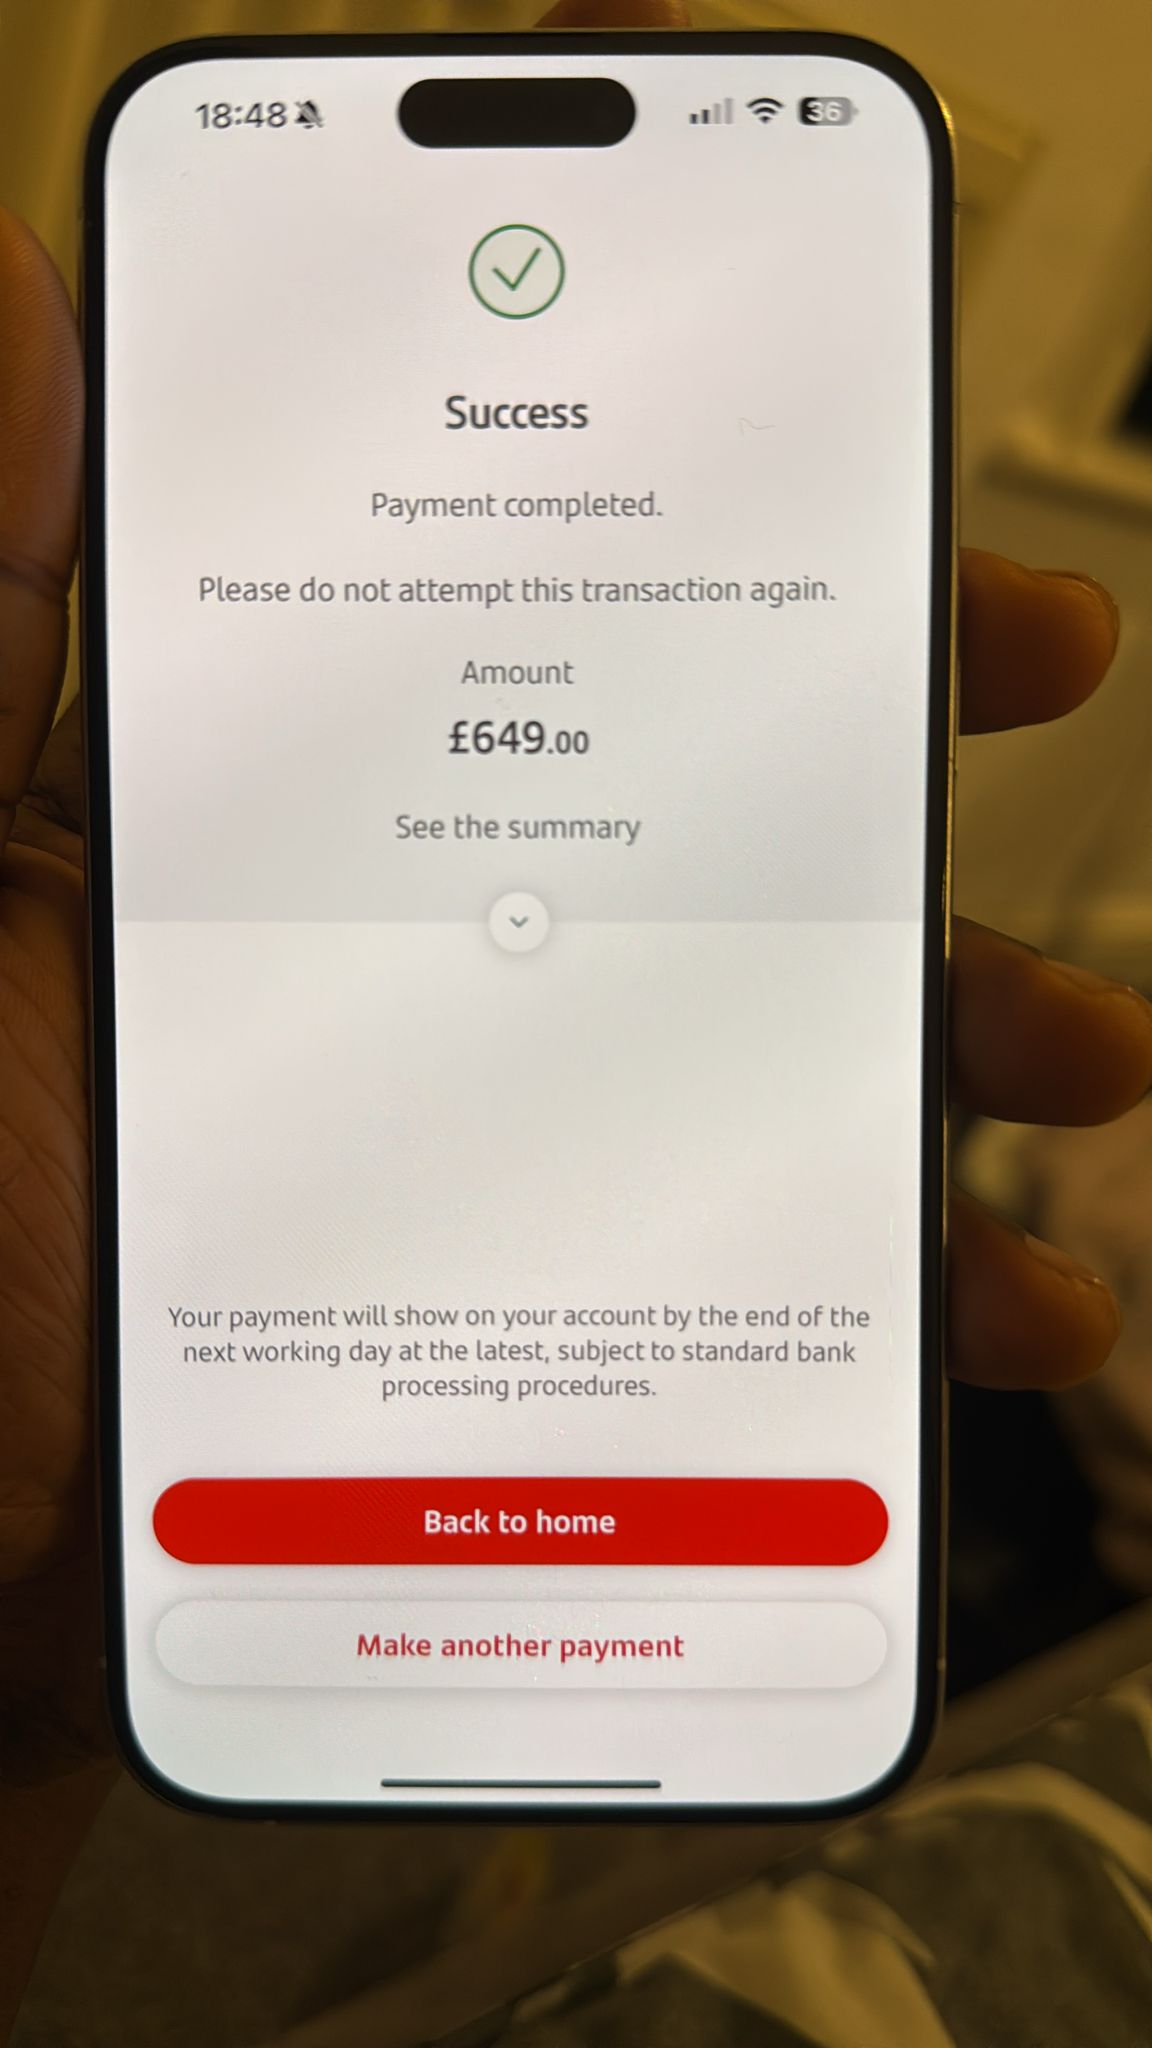 18:48
36
Success
Payment completed.
Please do not attempt this transaction again.
Amount
£649.00
See the summary
Your payment will show on your account by the end of the
next working day at the latest, subject to standard bank
processing procedures.
Back to home
Make another payment